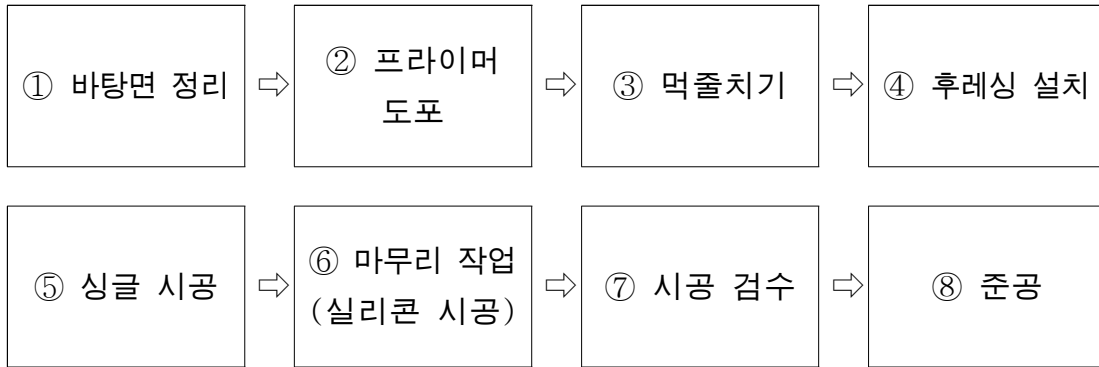 ① 바탕면 정리 ⇨ ② 프라이머 도포 ⇨ ③ 먹줄치기 ⇨ ④ 후레싱 설치
⑤ 싱글 시공 ⇨ ⑥ 마무리 작업 (실리콘 시공) ⇨ ⑦ 시공 검수 ⇨ ⑧ 준공